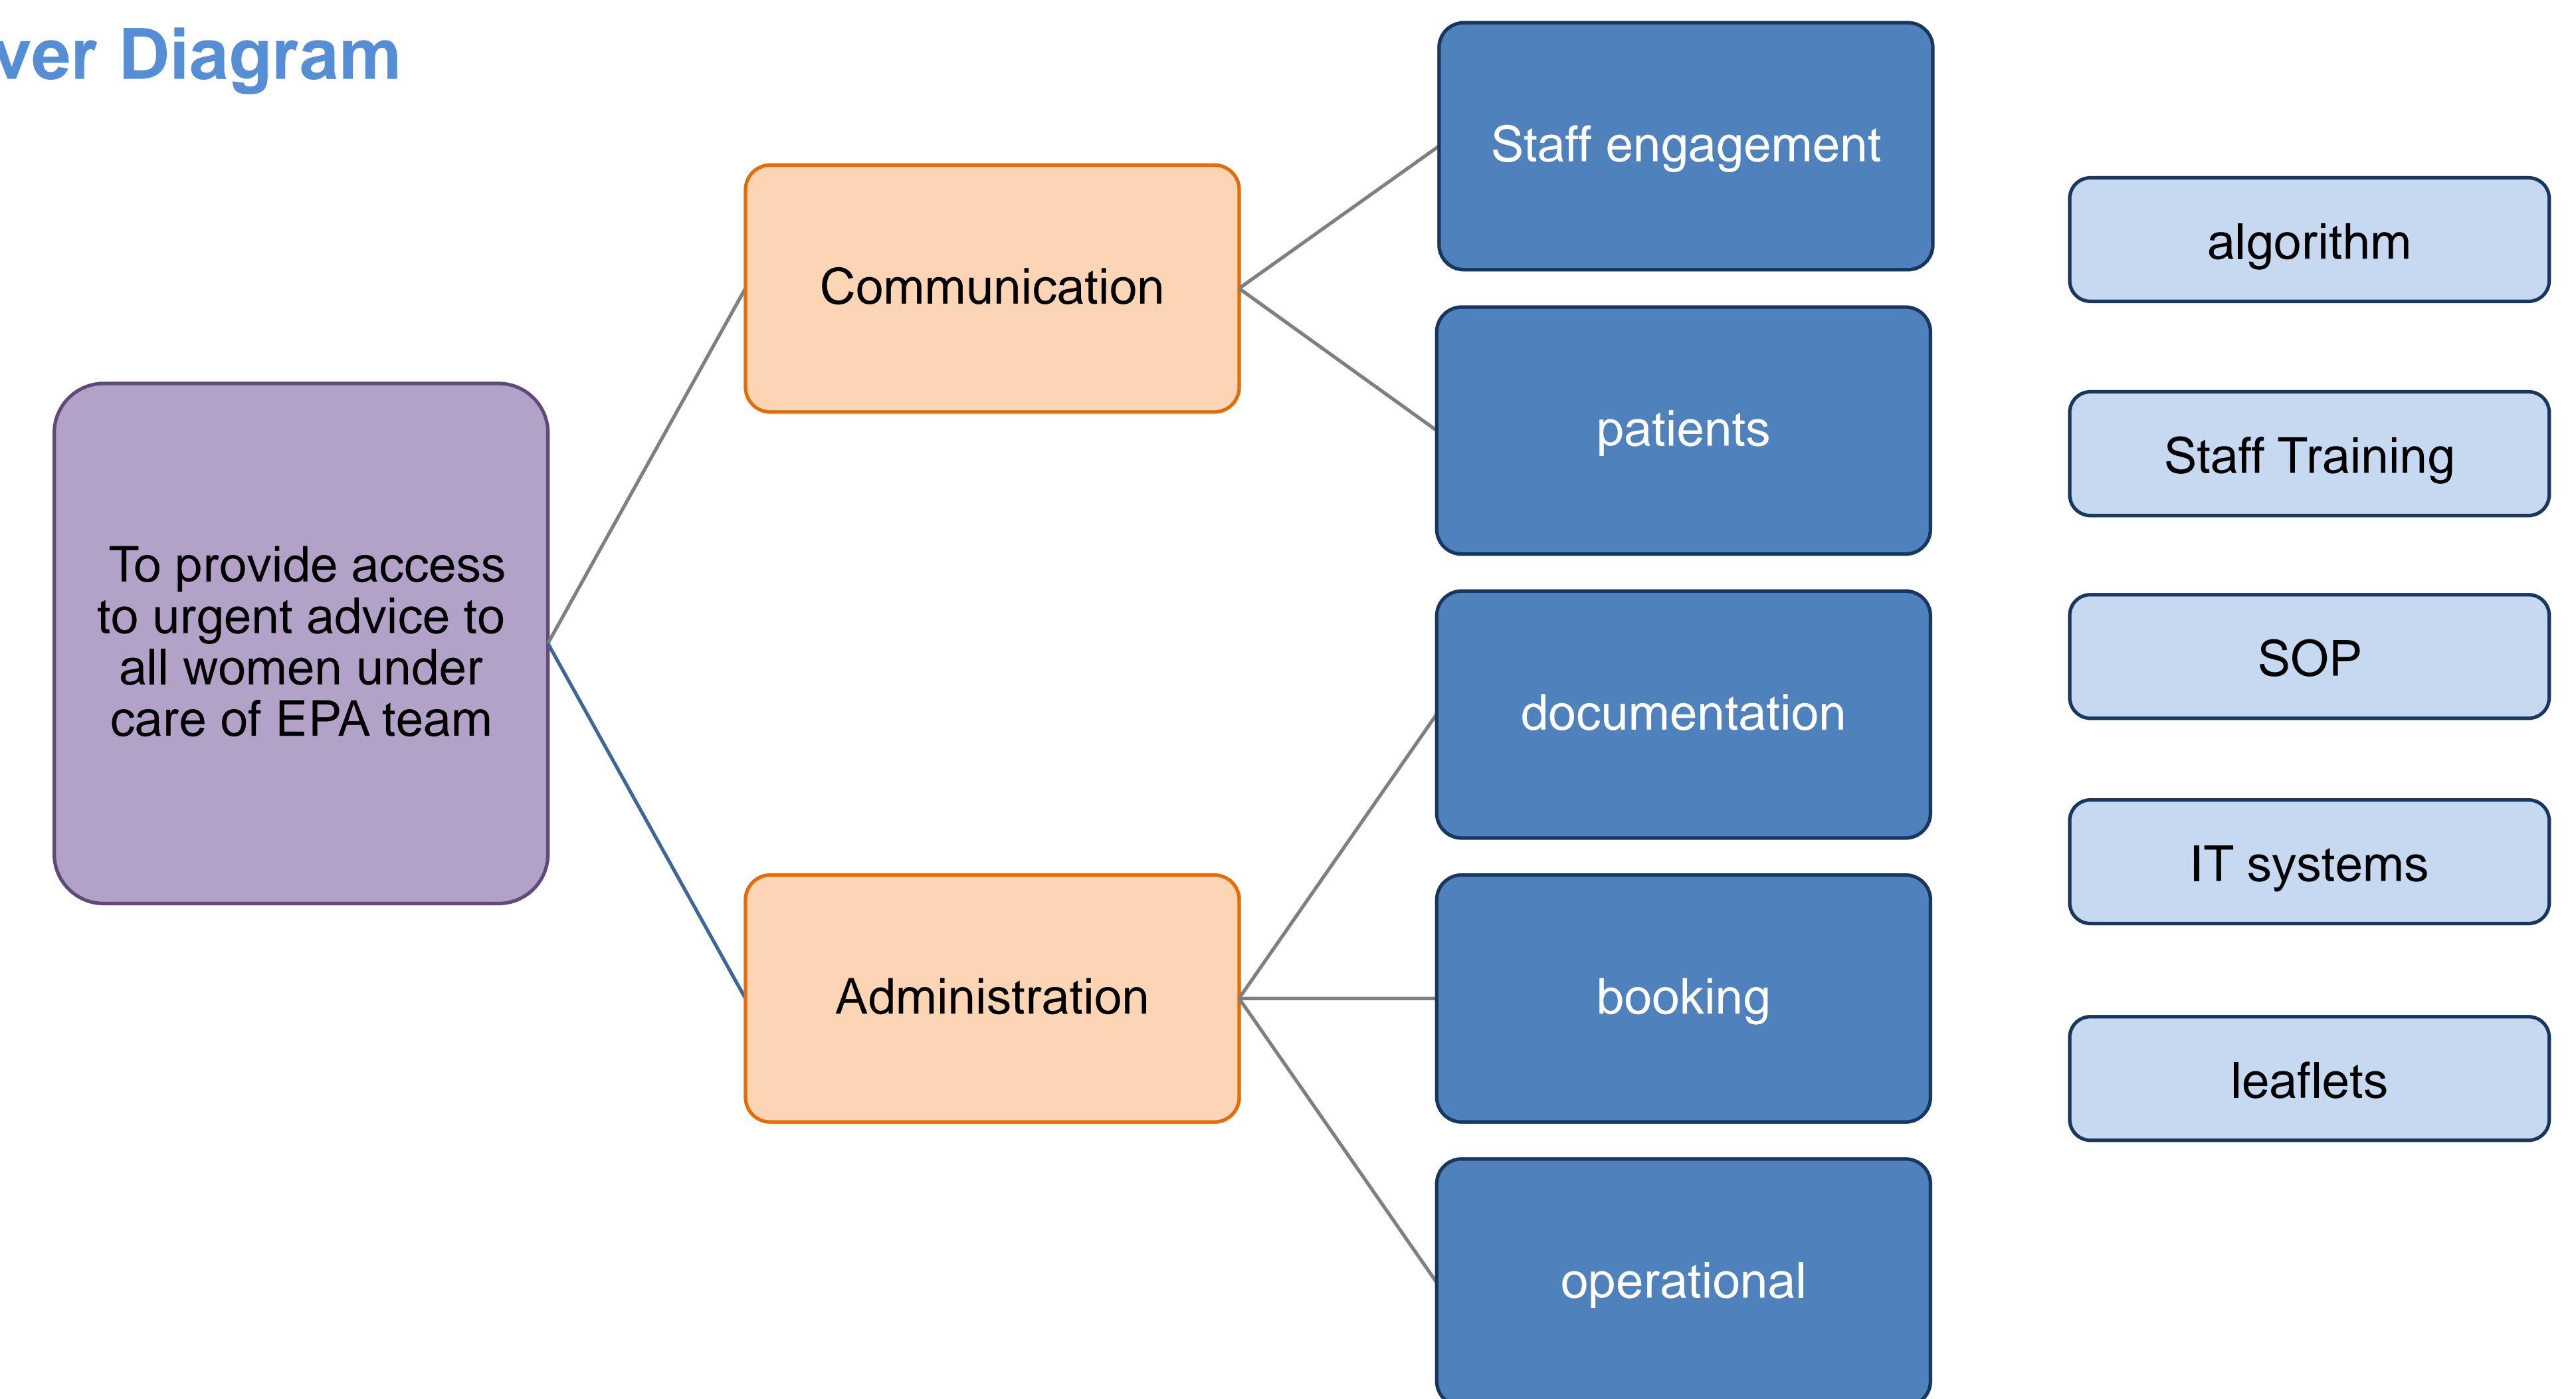 ver Diagram
To provide access
to urgent advice to
all women under
care of EPA team
Communication
Administration
Staff engagement
patients
documentation
booking
operational
algorithm
Staff Training
SOP
IT systems
leaflets